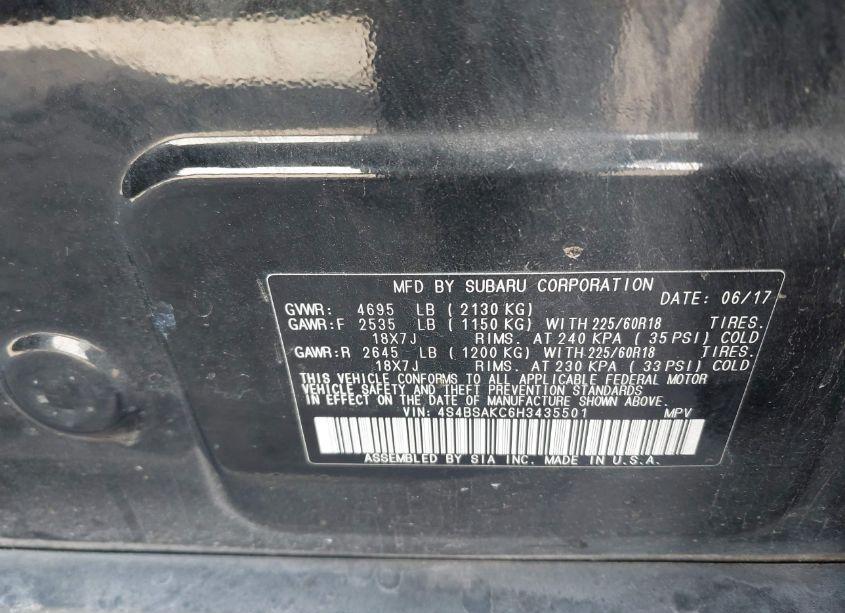 MFD BY SUBARU CORPORATION DATE: 06/17
GVWR: 4695 LB (2130 KG)
GAWR:F 2535 LB (1150 KG) WITH 225/60R18 TIRES.
18X7J RIMS. AT 240 KPA (35 PSI) COLD
GAWR:R 2645 LB (1200 KG) WITH 225/60R18 TIRES.
18X7J RIMS. AT 230 KPA (33 PSI) COLD
THIS VEHICLE CONFORMS TO ALL APPLICABLE FEDERAL MOTOR
VEHICLE SAFETY AND THEFT PREVENTION STANDARDS
IN EFFECT ON THE DATE OF MANUFACTURE SHOWN ABOVE.
VIN: 4S4BSAKC6H3435501 MPV
ASSEMBLED BY SIA INC. MADE IN U.S.A.